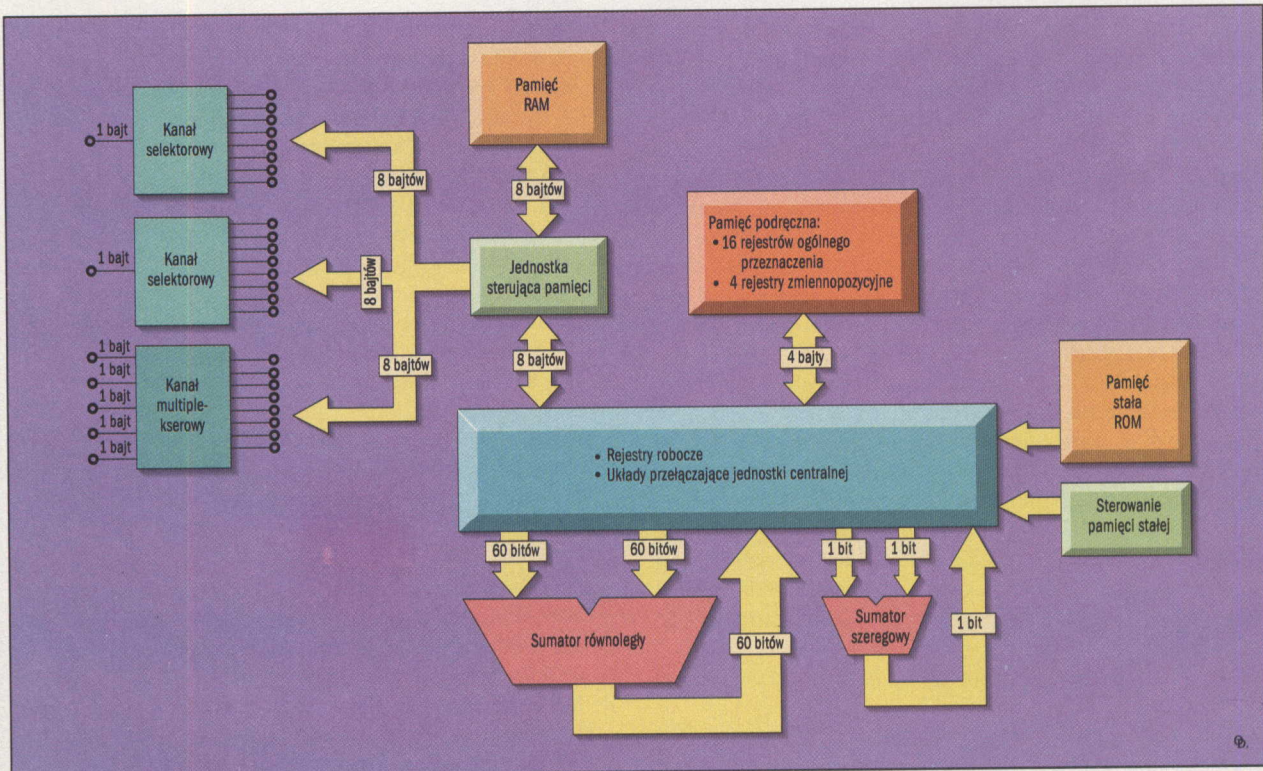 Pamięć
RAM
1 bajt
Kanał
selektorowy
8 bajtów
8 bajtów
Pamięć podręczna:
• 16 rejestrów ogólnego
przeznaczenia
• 4 rejestry zmiennopozycyjne
1 bajt
Kanał
selektorowy
8 bajtów
Jednostka
sterująca pamięci
1 bajt
1 bajt
1 bajt
1 bajt
1 bajt
Kanał
multiple-
kserowy
8 bajtów
8 bajtów
4 bajty
Pamięć
stała
ROM
• Rejestry robocze
• Układy przełączające jednostki centralnej
Sterowanie
pamięci stałej
60 bitów
60 bitów
1 bit
1 bit
Sumator równoległy
60 bitów
Sumator
szeregowy
1 bit